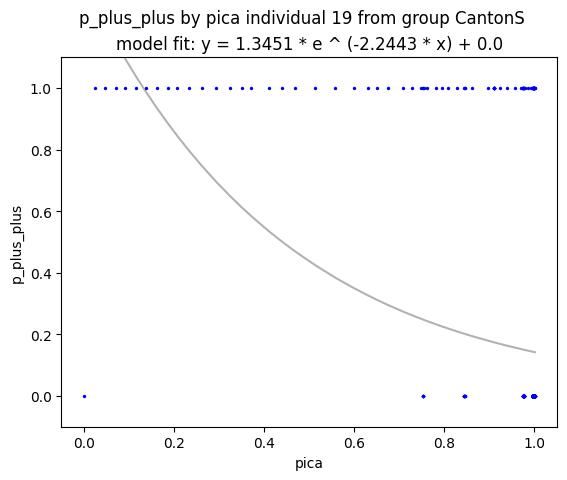 p_plus_plus by pica individual 19 from group CantonS
model fit: y = 1.3451 * e ^ (-2.2443 * x) + 0.0
1.0
0.8
0.6
0.4
0.2
0.0
p_plus_plus
0.0 0.2 0.4 0.6 0.8 1.0
pica